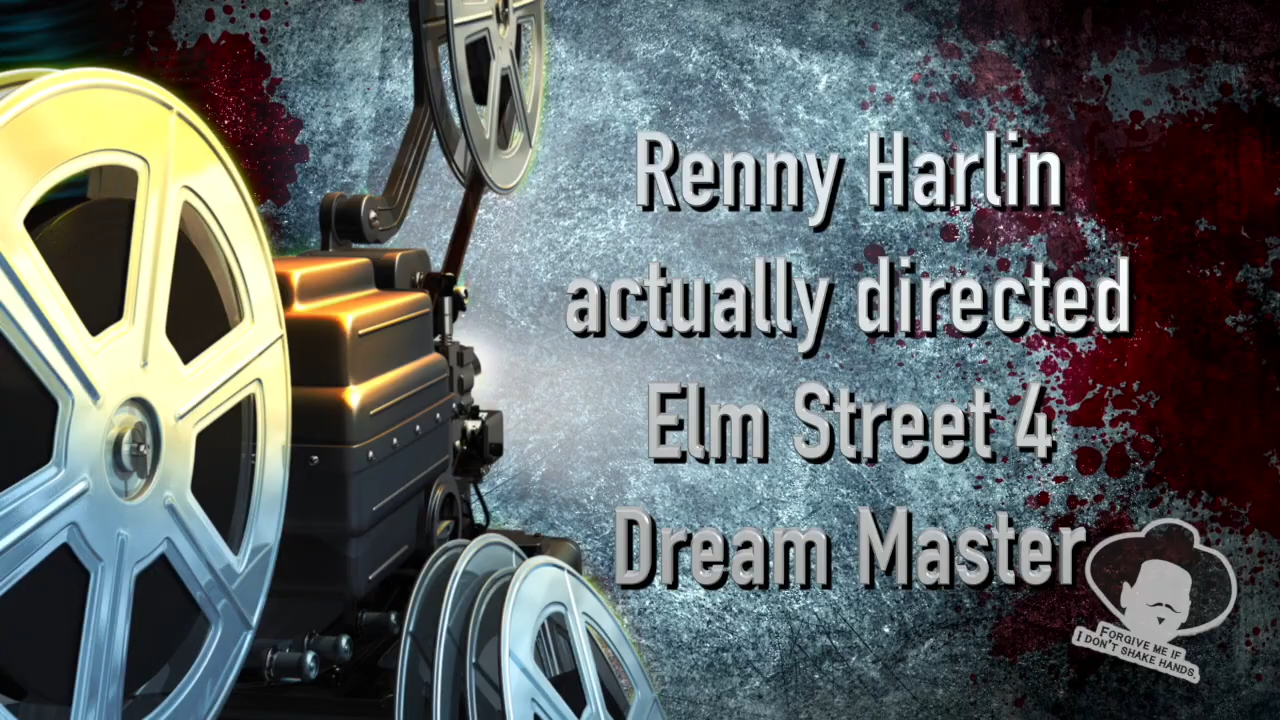 Renny Harlin
actually directed
Elm Street 4
Dream Master
FORGIVE ME IF
I DON'T SHAKE HANDS.